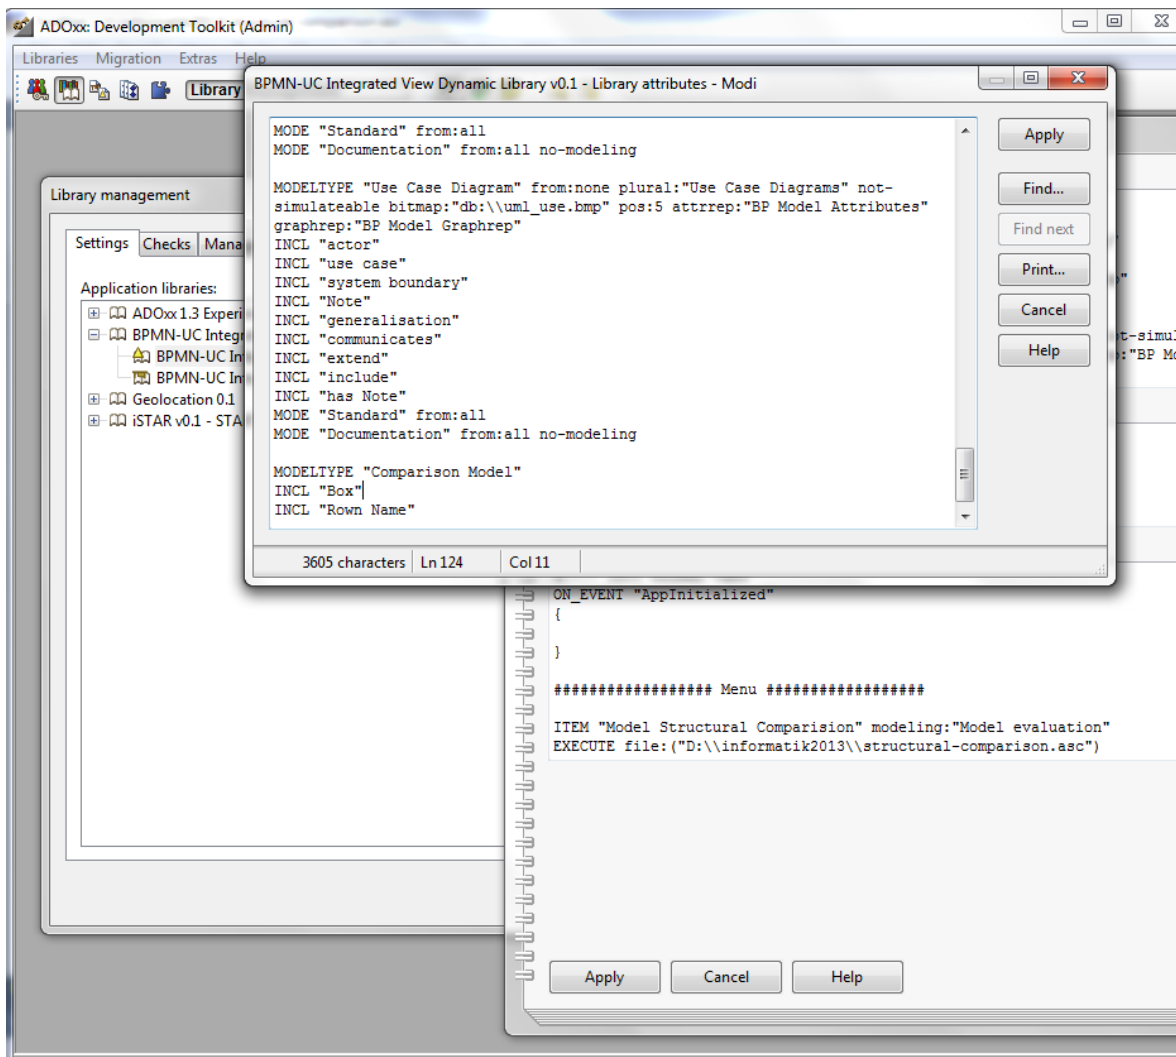 ADOxx: Development Toolkit (Admin)
Libraries Migration Extras Help
Library
BPMN-UC Integrated View Dynamic Library v0.1 - Library attributes - Modi
MODE "Standard" from:all
MODE "Documentation" from:all no-modeling
MODELTYPE "Use Case Diagram" from:none plural:"Use Case Diagrams" not-
simulateable bitmap:"db:\\uml_use.bmp" pos:5 attrrep:"BP Model Attributes"
graphrep:"BP Model Graphrep"
INCL "actor"
INCL "use case"
INCL "system boundary"
INCL "Note"
INCL "generalisation"
INCL "communicates"
INCL "extend"
INCL "include"
INCL "has Note"
MODE "Standard" from:all
MODE "Documentation" from:all no-modeling
MODELTYPE "Comparison Model"
INCL "Box"
INCL "Rown Name"
Apply
Find...
Find next
Print...
Cancel
Help
3605 characters Ln 124 Col 11
Library management
Settings Checks Mana
Application libraries:
ADOxx 1.3 Experi
BPMN-UC Integr
BPMN-UC In
BPMN-UC In
Geolocation 0.1
iSTAR v0.1 - STA
t-simul
:"BP Mo
ON_EVENT "AppInitialized"
{
}
################## Menu ##################
ITEM "Model Structural Comparision" modeling:"Model evaluation"
EXECUTE file:("D:\\informatik2013\\structural-comparison.asc")
Apply Cancel Help